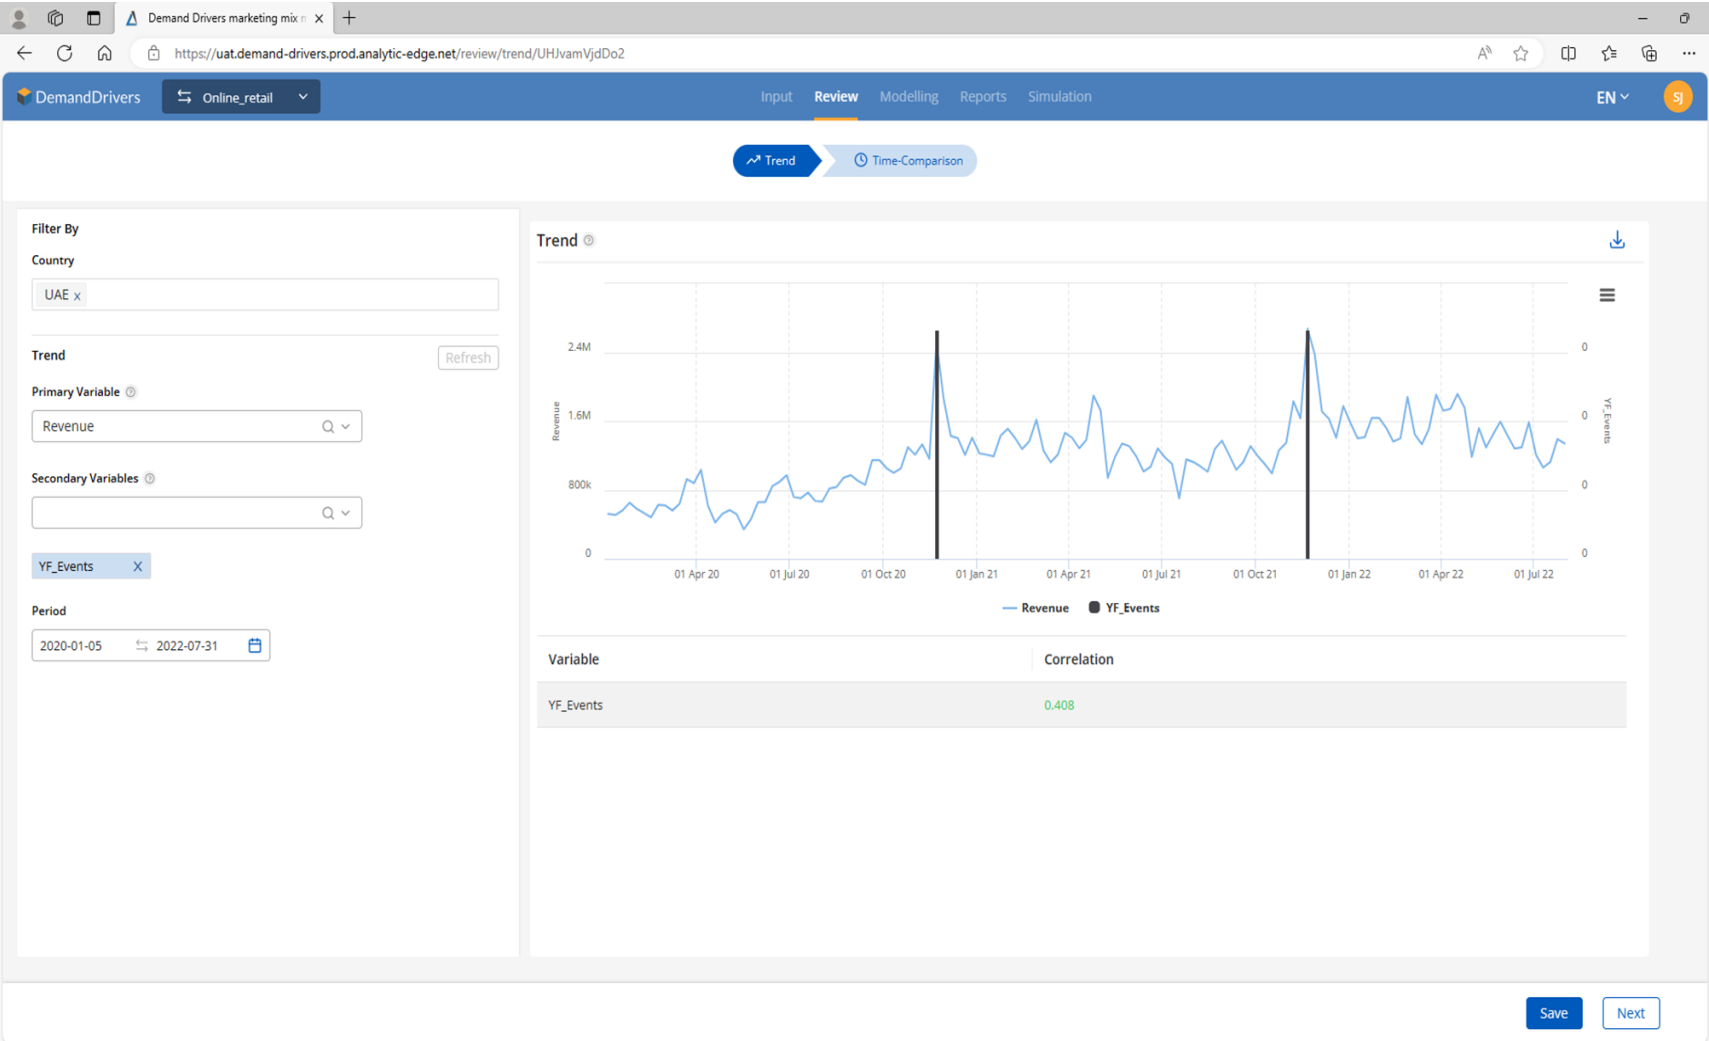 Demand Drivers marketing mix
https://uat.demand-drivers.prod.analytic-edge.net/review/trend/UHJvamVjdDo2
DemandDrivers
Online_retail
Input
Review
Modelling
Reports
Simulation
EN
SJ
Trend
Time-Comparison
Filter By
Country
UAE x
Trend
Refresh
Primary Variable
Revenue
Secondary Variables
YF_Events X
Period
2020-01-05
2022-07-31
Trend
2.4M
1.6M
800k
0
Revenue
0
0
0
0
YF_Events
01 Apr 20
01 Jul 20
01 Oct 20
01 Jan 21
01 Apr 21
01 Jul 21
01 Oct 21
01 Jan 22
01 Apr 22
01 Jul 22
Revenue
YF_Events
Variable
Correlation
YF_Events
0.408
Save
Next